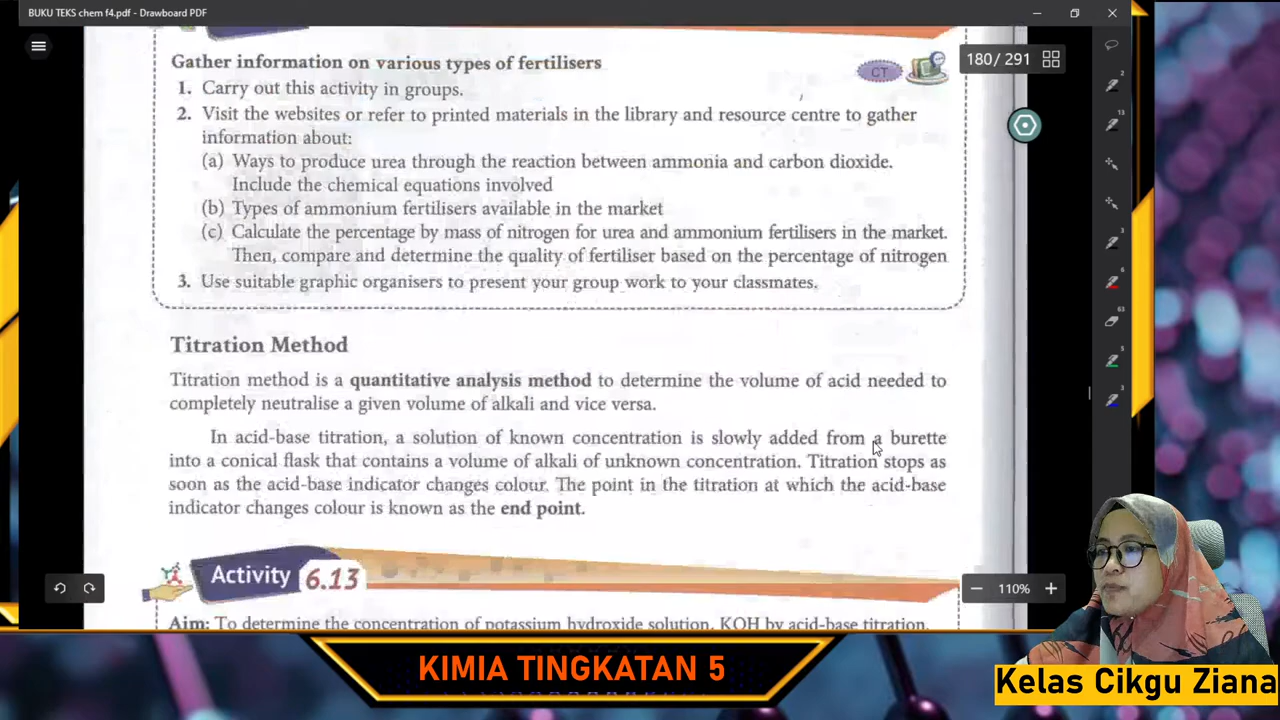 BUKU TEKS chem f4.pdf - Drawboard PDF
180 / 291
Gather information on various types of fertilisers
CT
1. Carry out this activity in groups.
2. Visit the websites or refer to printed materials in the library and resource centre to gather
information about:
(a) Ways to produce urea through the reaction between ammonia and carbon dioxide.
Include the chemical equations involved
(b) Types of ammonium fertilisers available in the market
(c) Calculate the percentage by mass of nitrogen for urea and ammonium fertilisers in the market.
Then, compare and determine the quality of fertiliser based on the percentage of nitrogen
3. Use suitable graphic organisers to present your group work to your classmates.
Titration Method
Titration method is a quantitative analysis method to determine the volume of acid needed to
completely neutralise a given volume of alkali and vice versa.
In acid-base titration, a solution of known concentration is slowly added from a burette
into a conical flask that contains a volume of alkali of unknown concentration. Titration stops as
soon as the acid-base indicator changes colour. The point in the titration at which the acid-base
indicator changes colour is known as the end point.
Activity 6.13
Aim: To determine the concentration of potassium hydroxide solution, KOH by acid-base titration.
2
13
3
3
6
63
5
3
110%
KIMIA TINGKATAN 5
Kelas Cikgu Ziana